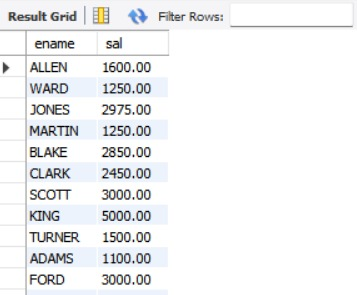 Result Grid Filter Rows:
ename sal
ALLEN 1600.00
WARD 1250.00
JONES 2975.00
MARTIN 1250.00
BLAKE 2850.00
CLARK 2450.00
SCOTT 3000.00
KING 5000.00
TURNER 1500.00
ADAMS 1100.00
FORD 3000.00